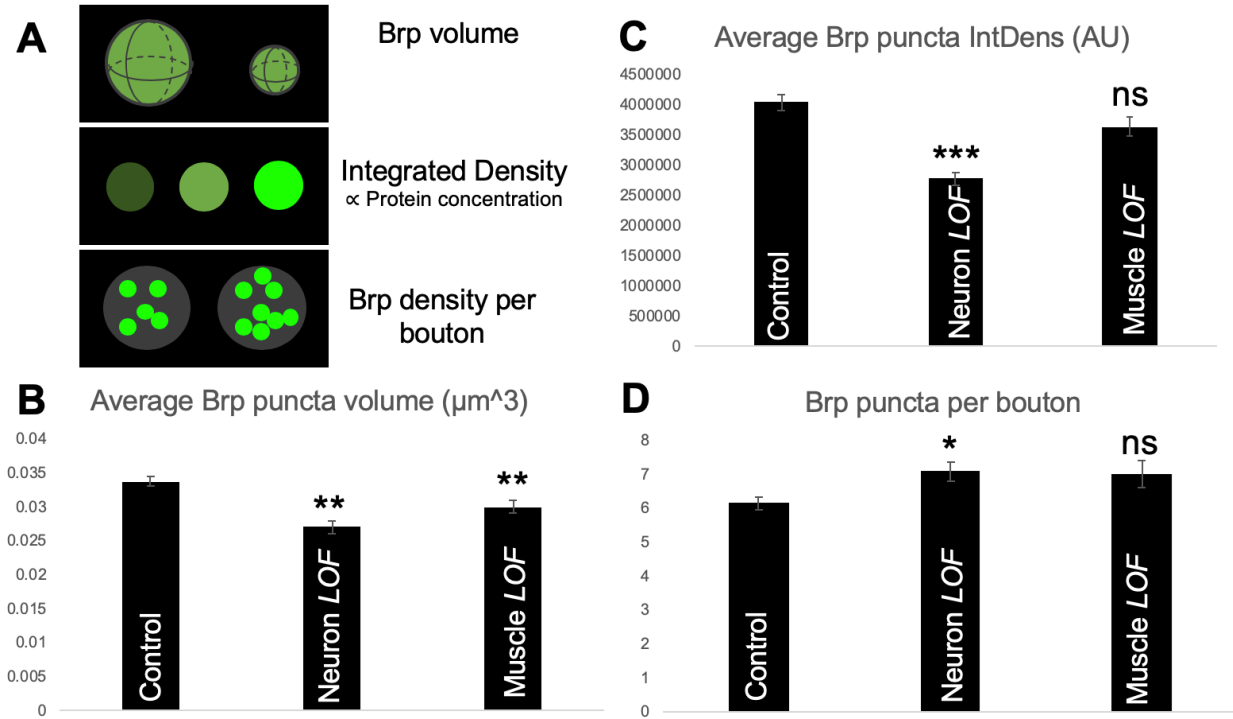 A
Brp volume
Integrated Density
∝ Protein concentration
Brp density per
bouton
B
Average Brp puncta volume (µm^3)
0.04
0.035
0.03
0.025
0.02
0.015
0.01
0.005
0
**
**
Control
Neuron LOF
Muscle LOF
C
Average Brp puncta IntDens (AU)
4500000
4000000
3500000
3000000
2500000
2000000
1500000
1000000
500000
0
***
ns
Control
Neuron LOF
Muscle LOF
D
Brp puncta per bouton
8
7
6
5
4
3
2
1
0
*
ns
Control
Neuron LOF
Muscle LOF